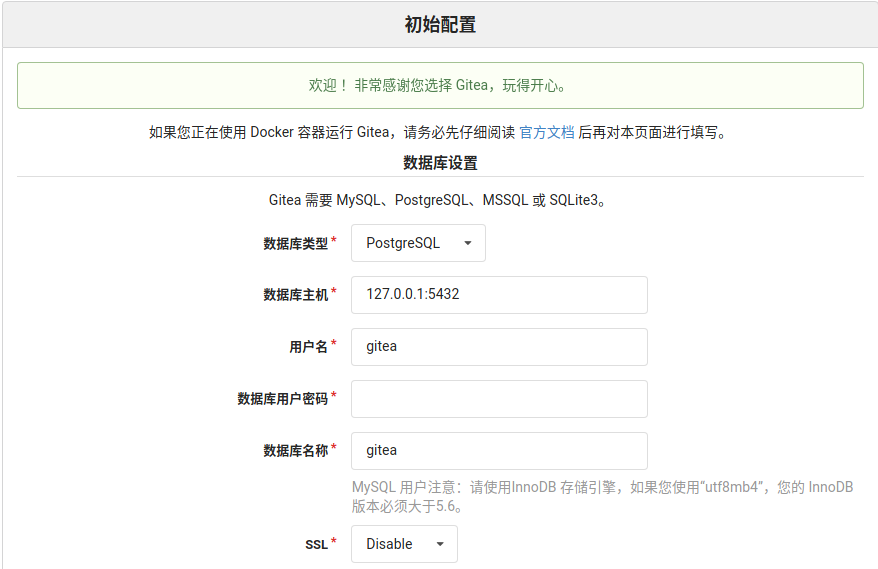 初始配置
欢迎！ 非常感谢您选择 Gitea，玩得开心。
如果您正在使用 Docker 容器运行 Gitea，请务必先仔细阅读 官方文档 后再对本页面进行填写。
数据库设置
Gitea 需要 MySQL、PostgreSQL、MSSQL 或 SQLite3。
数据库类型* PostgreSQL
数据库主机* 127.0.0.1:5432
用户名* gitea
数据库用户密码*
数据库名称* gitea
MySQL 用户注意：请使用InnoDB 存储引擎，如果您使用"utf8mb4"，您的 InnoDB
版本必须大于5.6。
SSL* Disable